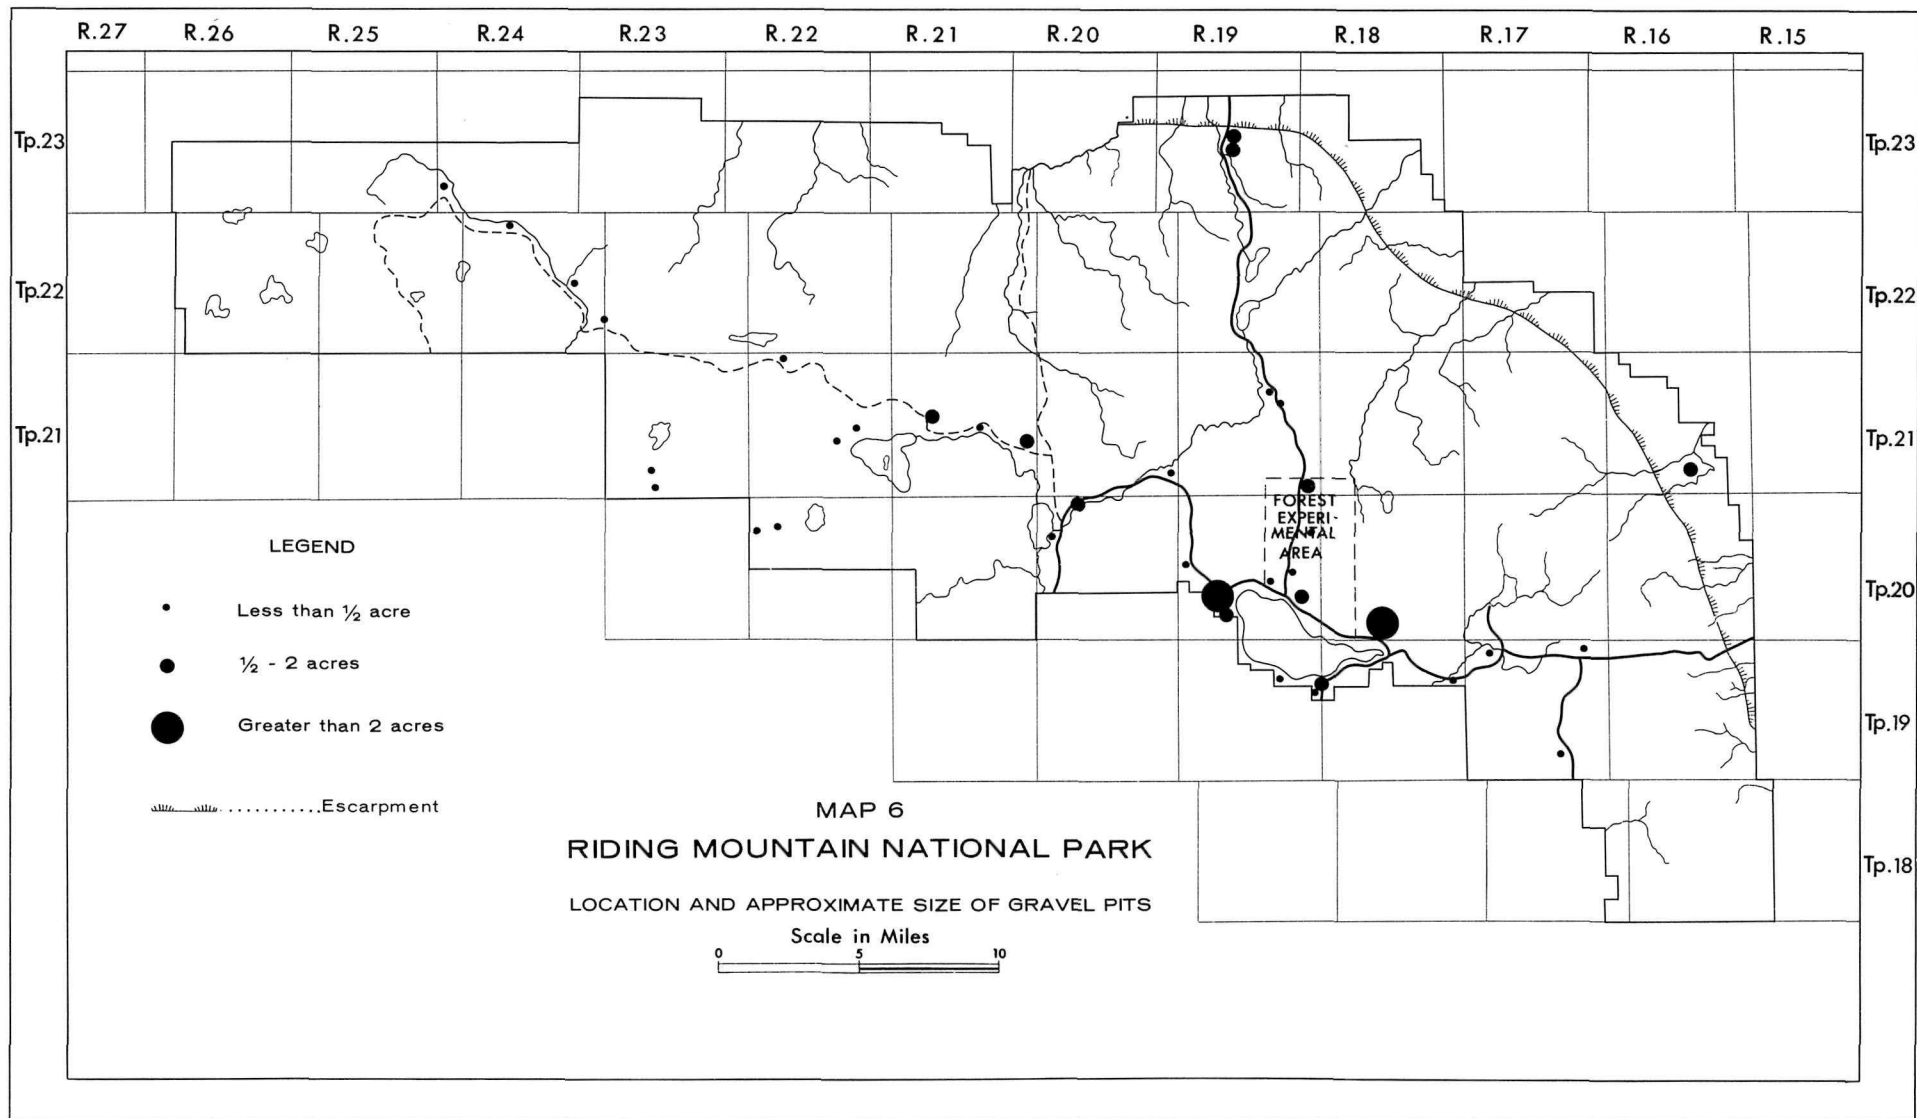 R.27 R.26 R.25 R.24 R.23 R.22 R.21 R.20 R.19 R.18 R.17 R.16 R.15
Tp.23 Tp.23
Tp.22 Tp.22
Tp.21 Tp.21
FOREST
EXPERI-
MENTAL
AREA
LEGEND
Less than ½ acre
½ - 2 acres
Greater than 2 acres
..........Escarpment
Tp.20
Tp.19
Tp.18
MAP 6
RIDING MOUNTAIN NATIONAL PARK
LOCATION AND APPROXIMATE SIZE OF GRAVEL PITS
Scale in Miles
0 5 10